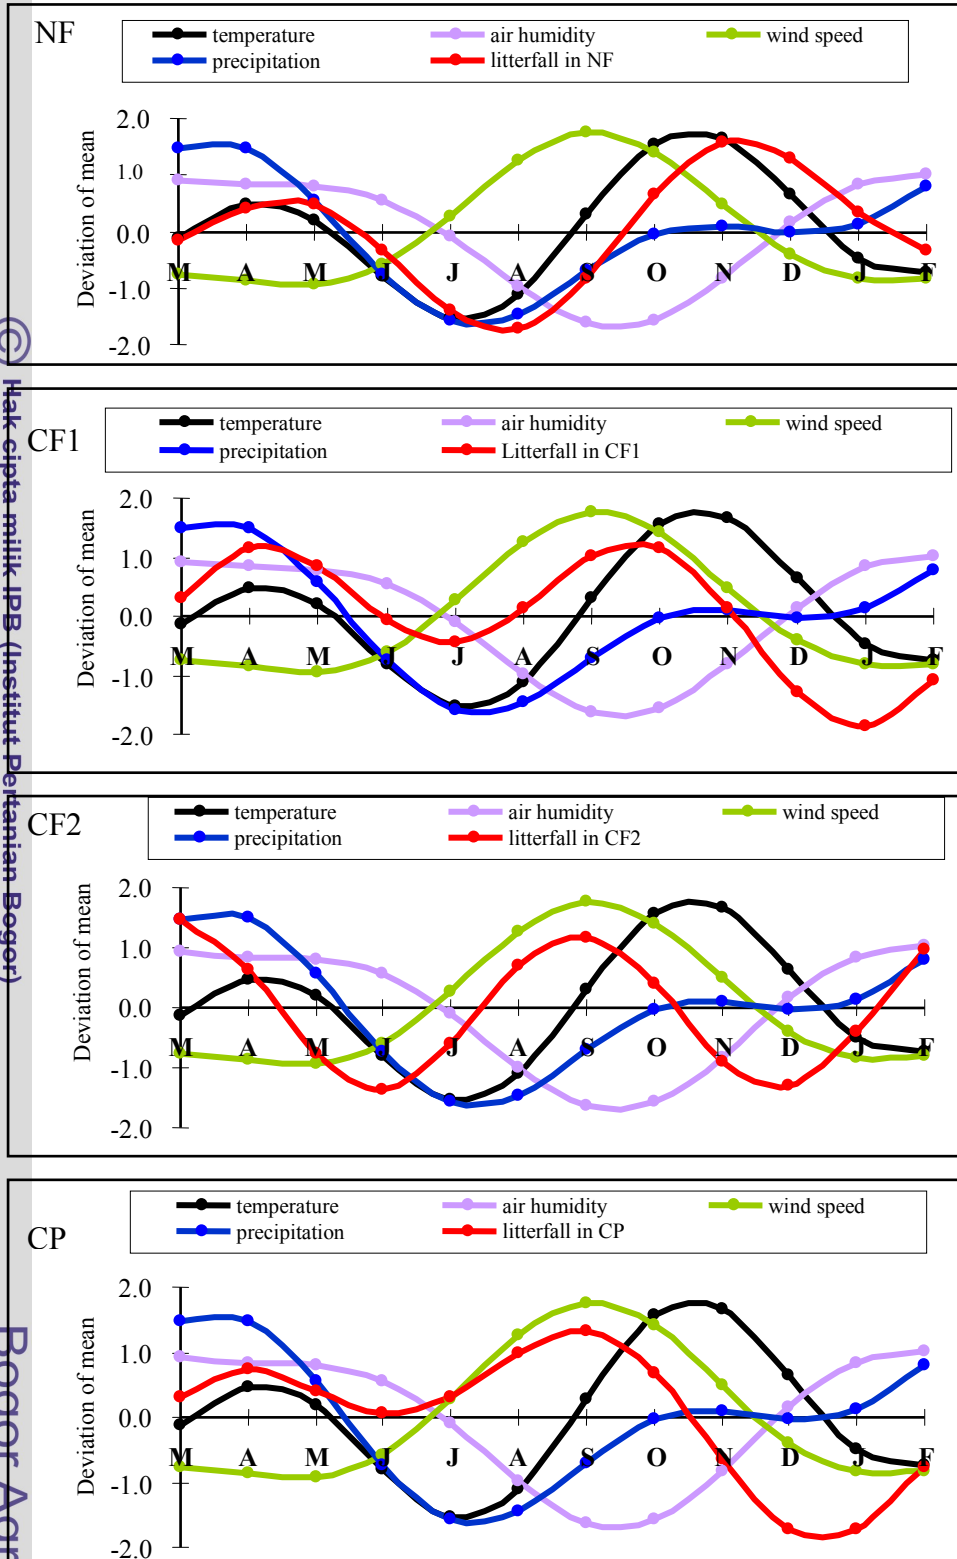 NF
temperature air humidity wind speed
precipitation litterfall in NF
Deviation of mean
2.0
1.0
0.0
-1.0
-2.0
M A M J J A S O N D J F
CF1
temperature air humidity wind speed
precipitation Litterfall in CF1
Deviation of mean
2.0
1.0
0.0
-1.0
-2.0
M A M J J A S O N D J F
CF2
temperature air humidity wind speed
precipitation litterfall in CF2
Deviation of mean
2.0
1.0
0.0
-1.0
-2.0
M A M J J A S O N D J F
CP
temperature air humidity wind speed
precipitation litterfall in CP
Deviation of mean
2.0
1.0
0.0
-1.0
-2.0
M A M J J A S O N D J F
© Hak cipta milik IPB (Institut Pertanian Bogor)
Bogor Agr